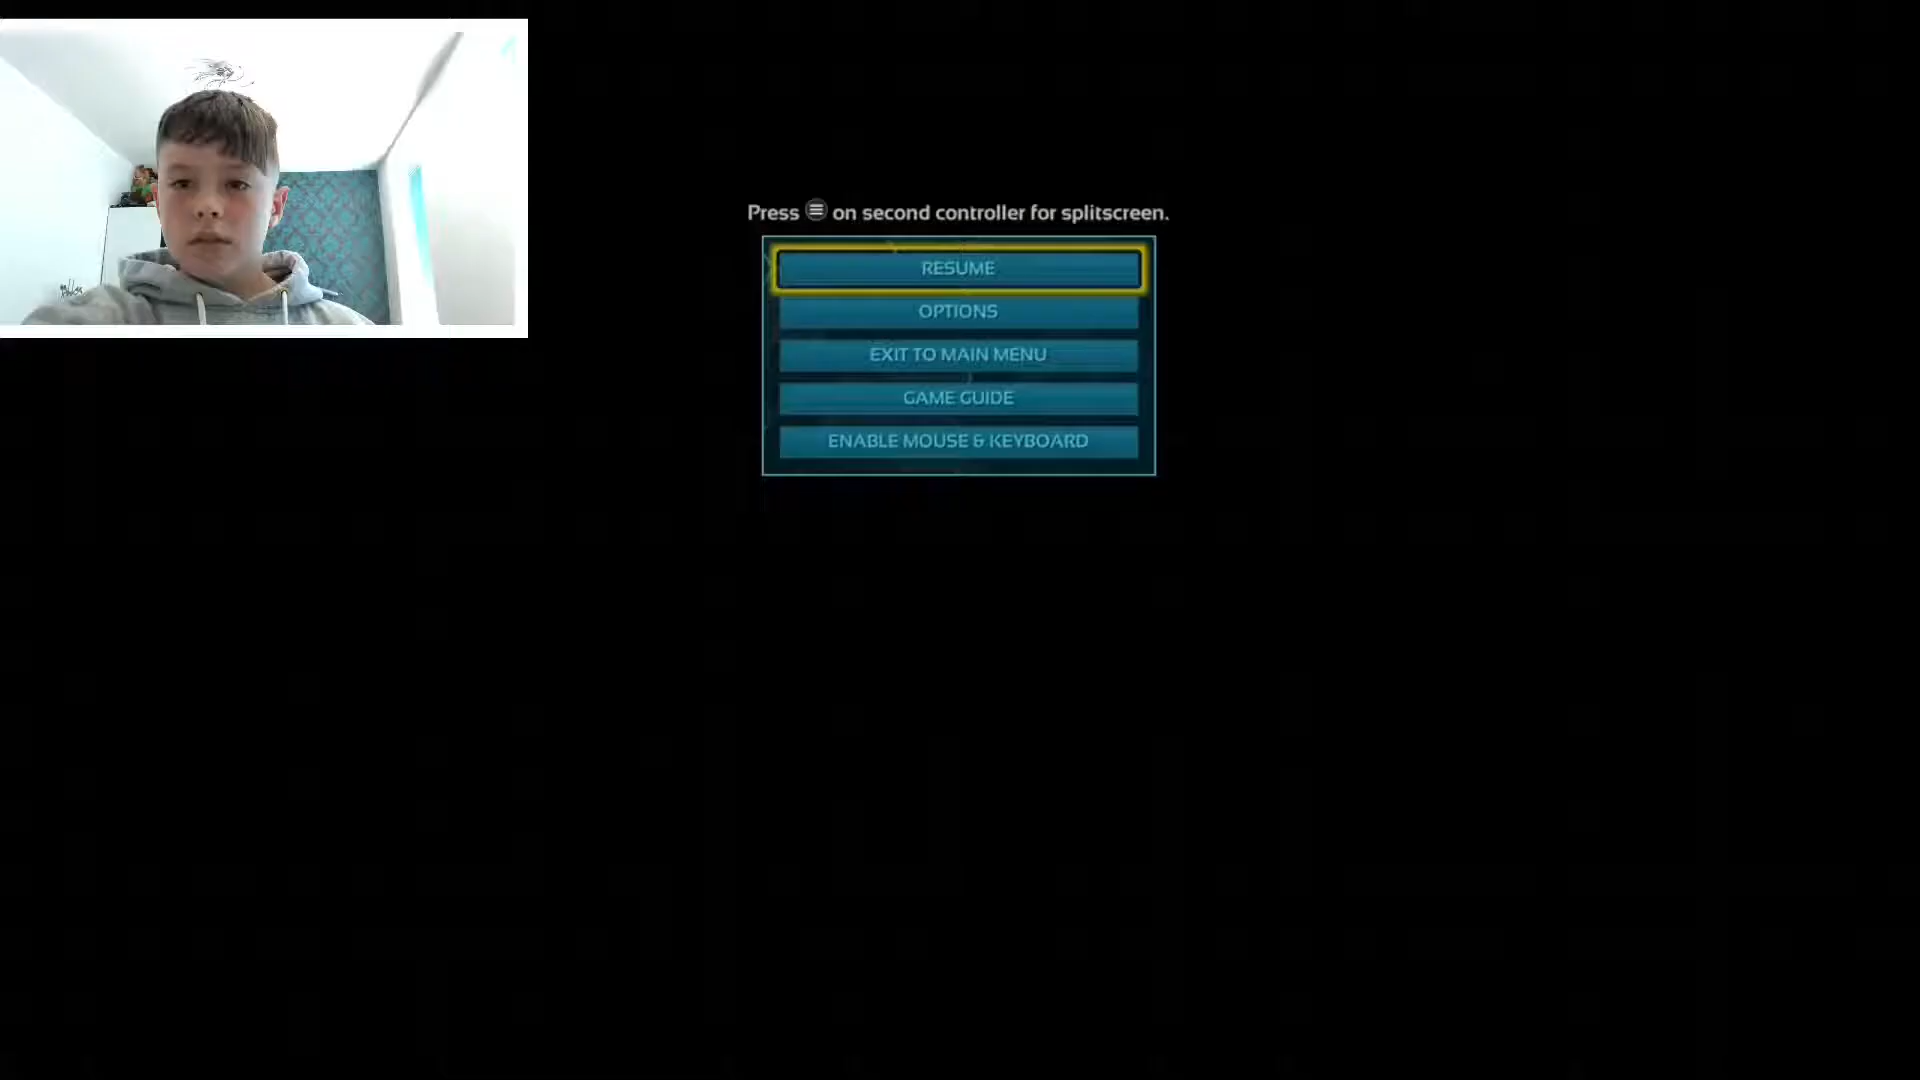 Press on second controller for splitscreen.
RESUME
OPTIONS
EXIT TO MAIN MENU
GAME GUIDE
ENABLE MOUSE & KEYBOARD